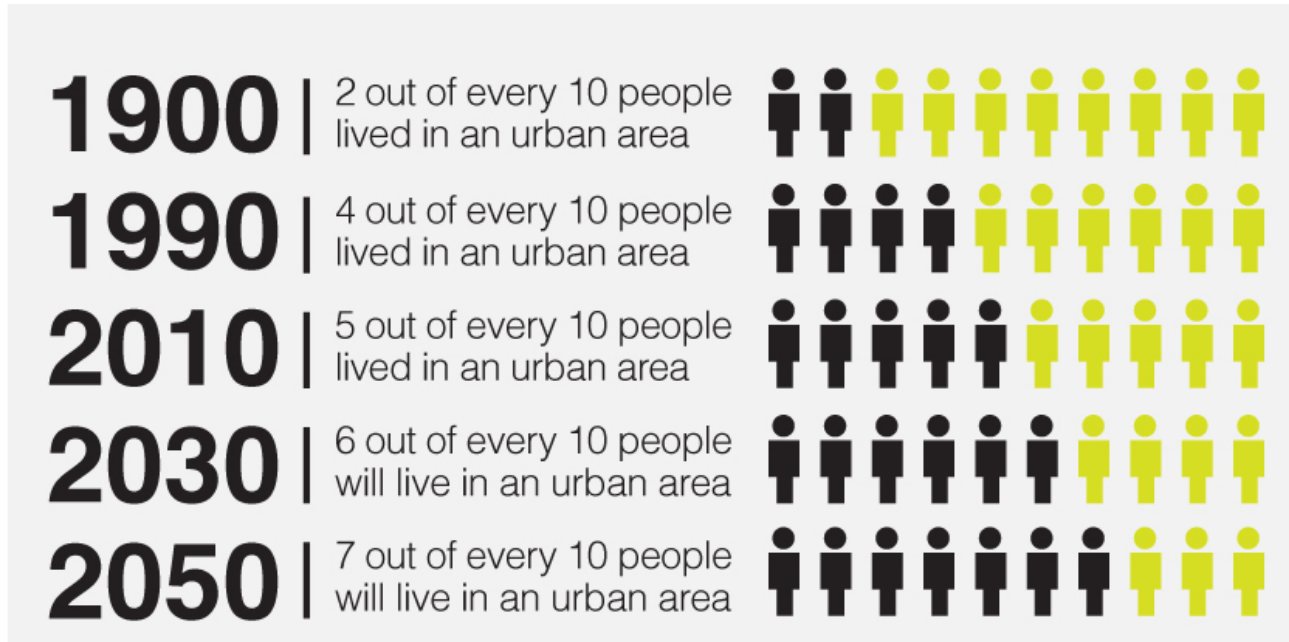 1900
2 out of every 10 people
lived in an urban area
1990
4 out of every 10 people
lived in an urban area
2010
5 out of every 10 people
lived in an urban area
2030
6 out of every 10 people
will live in an urban area
2050
7 out of every 10 people
will live in an urban area